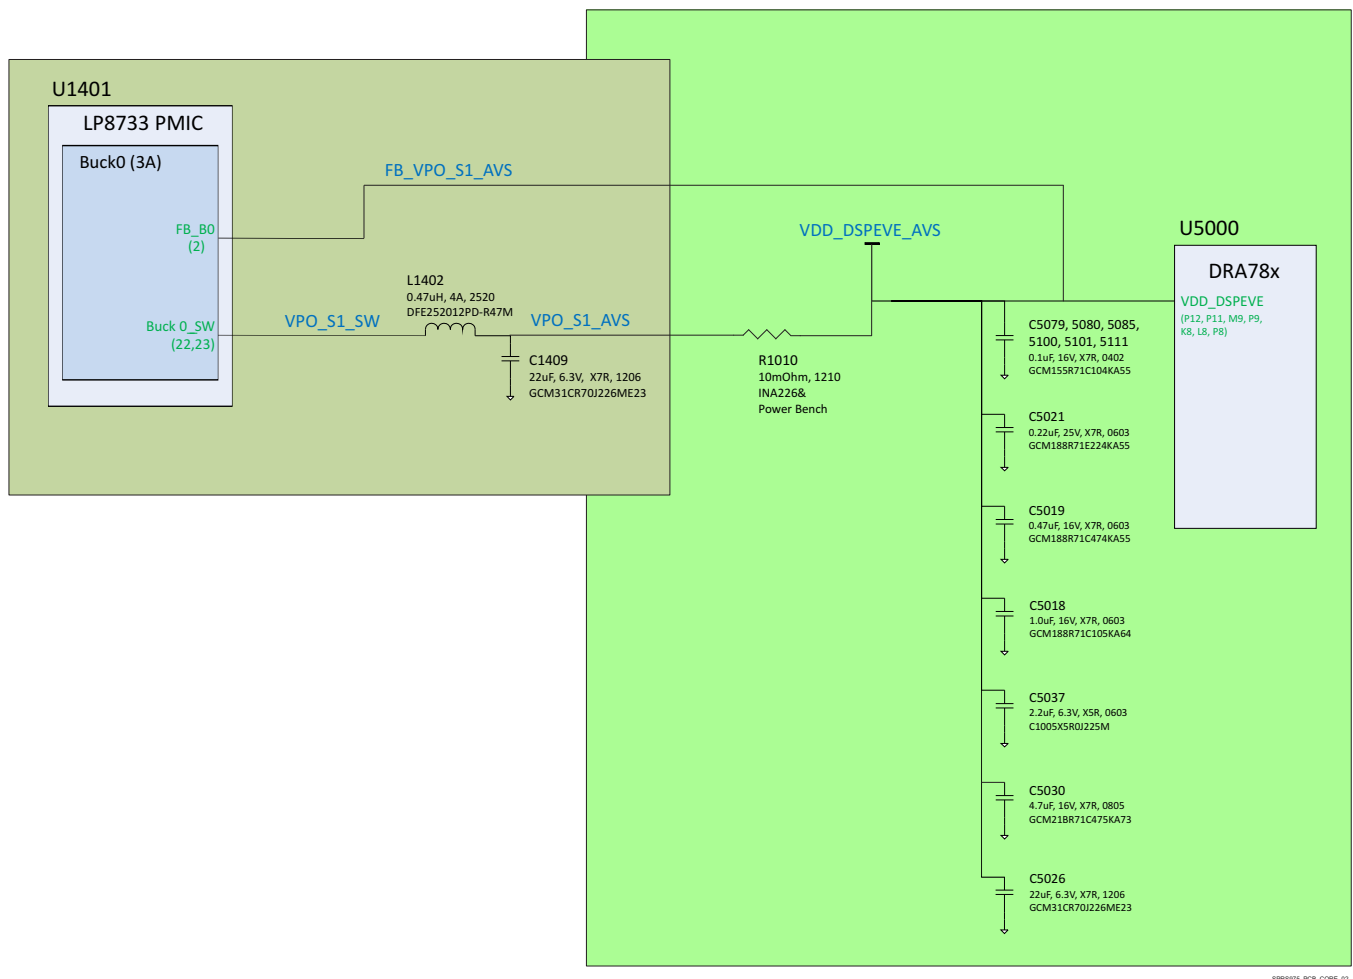 U1401
LP8733 PMIC
Buck0 (3A)
FB_B0
(2)
Buck 0_SW
(22,23)
FB_VPO_S1_AVS
VPO_S1_SW
L1402
0.47uH, 4A, 2520
DFE252012PD-R47M
VPO_S1_AVS
C1409
22uF, 6.3V,  X7R, 1206
GCM31CR70J226ME23
R1010
10mOhm, 1210
INA226&
Power Bench
VDD_DSPEVE_AVS
U5000
DRA78x
VDD_DSPEVE
(P12, P11, M9, P9,
K8, L8, P8)
C5079, 5080, 5085,
5100, 5101, 5111
0.1uF, 16V, X7R, 0402
GCM155R71C104KA55
C5021
0.22uF, 25V, X7R, 0603
GCM188R71E224KA55
C5019
0.47uF, 16V, X7R, 0603
GCM188R71C474KA55
C5018
1.0uF, 16V, X7R, 0603
GCM188R71C105KA64
C5037
2.2uF, 6.3V, X5R, 0603
C1005X5R0J225M
C5030
4.7uF, 16V, X7R, 0805
GCM21BR71C475KA73
C5026
22uF, 6.3V, X7R, 1206
GCM31CR70J226ME23